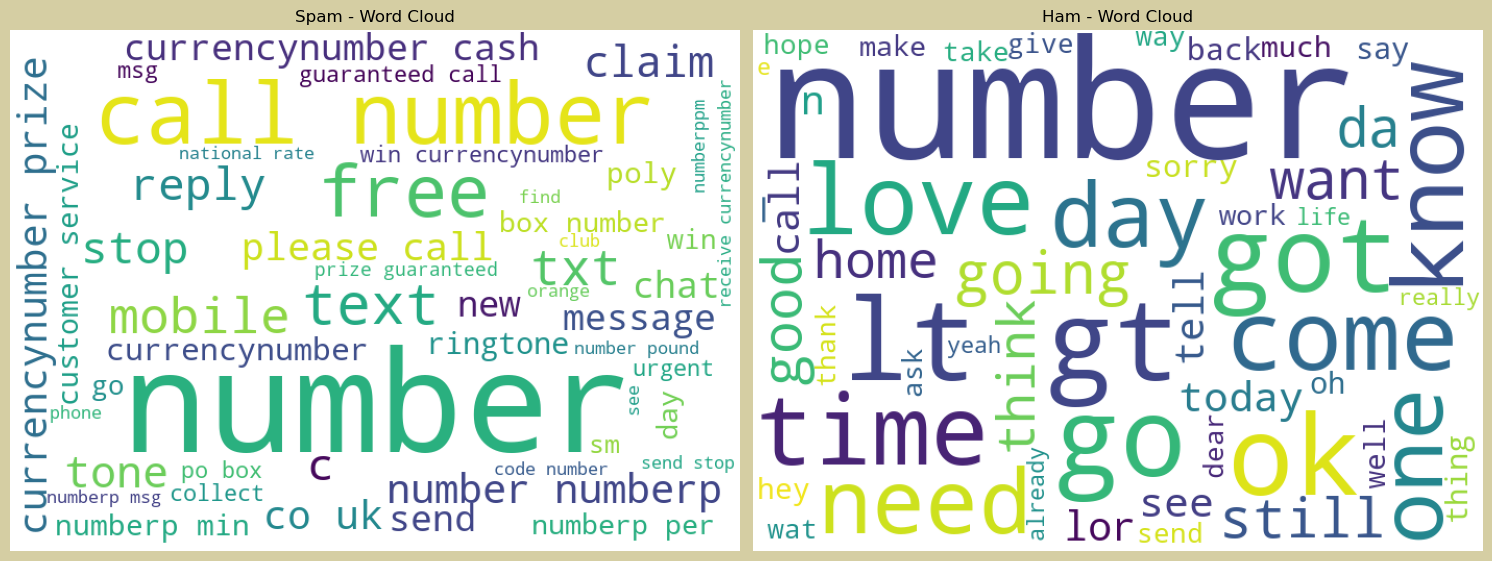 Spam - Word Cloud
currencynumber cash
claim
msg
guaranteed call
call number
national rate
win currencynumber
poly
numberppm
receive currencynumber
currencynumber prize
customer service
reply
free
find
box number
stop
please call
club
win
prize guaranteed
txt
chat
orange
mobile
text
new
message
currencynumber
ringtone
number pound
urgent
go
number
see
day
phone
sm
tone
po box
c
code number
send stop
numberp msg
collect
number numberp
numberp min
co uk
send
numberp per
Ham - Word Cloud
hope
make
take
give
way
back
much
say
e
number
n
da
know
sorry
want
love
day
work
life
call
got
home
going
good
tell
really
lt
gt
come
thank
yeah
ask
think
today
oh
time
go
ok
one
dear
well
thing
already
hey
need
see
still
wat
lor
send